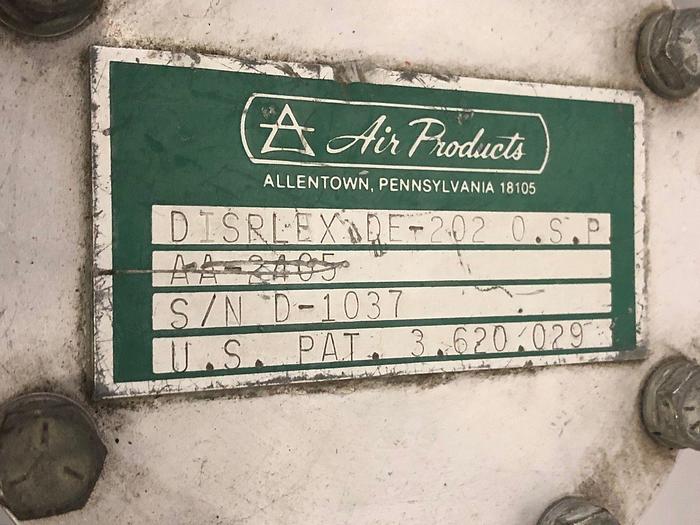 Air Products
ALLENTOWN, PENNSYLVANIA 18105
DISRLEX DE-202 O.S.P
AA-2405
S/N D-1037
U.S. PAT. 3.620.029